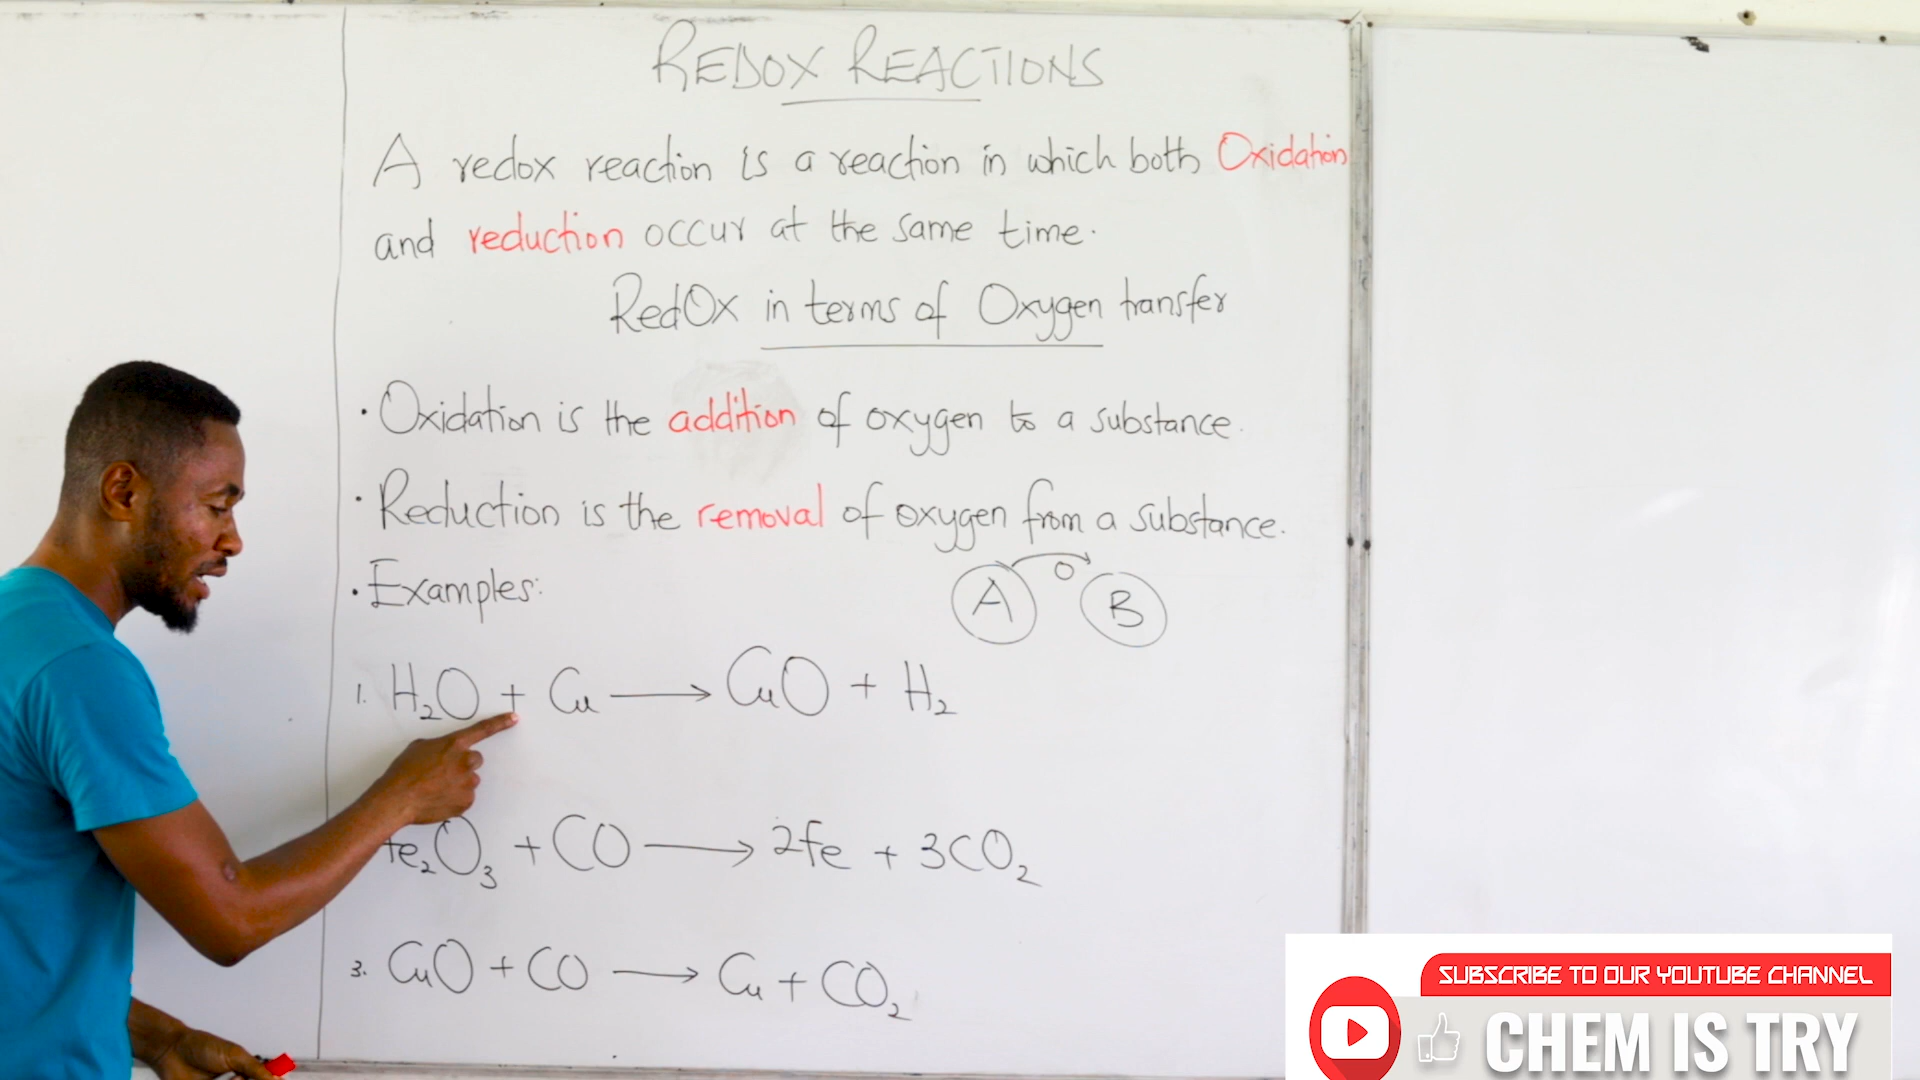 REDOX REACTIONS
A redox reaction is a reaction in which both Oxidation
and reduction occur at the same time.
RedOx in terms of Oxygen transfer
• Oxidation is the addition of oxygen to a substance.
• Reduction is the removal of oxygen from a substance.
• Examples:
A O B
1. H₂O + Cu → CuO + H₂
Fe₂O₃ + CO → 2Fe + 3CO₂
3. CuO + CO → Cu + CO₂
SUBSCRIBE TO OUR YOUTUBE CHANNEL
CHEM IS TRY